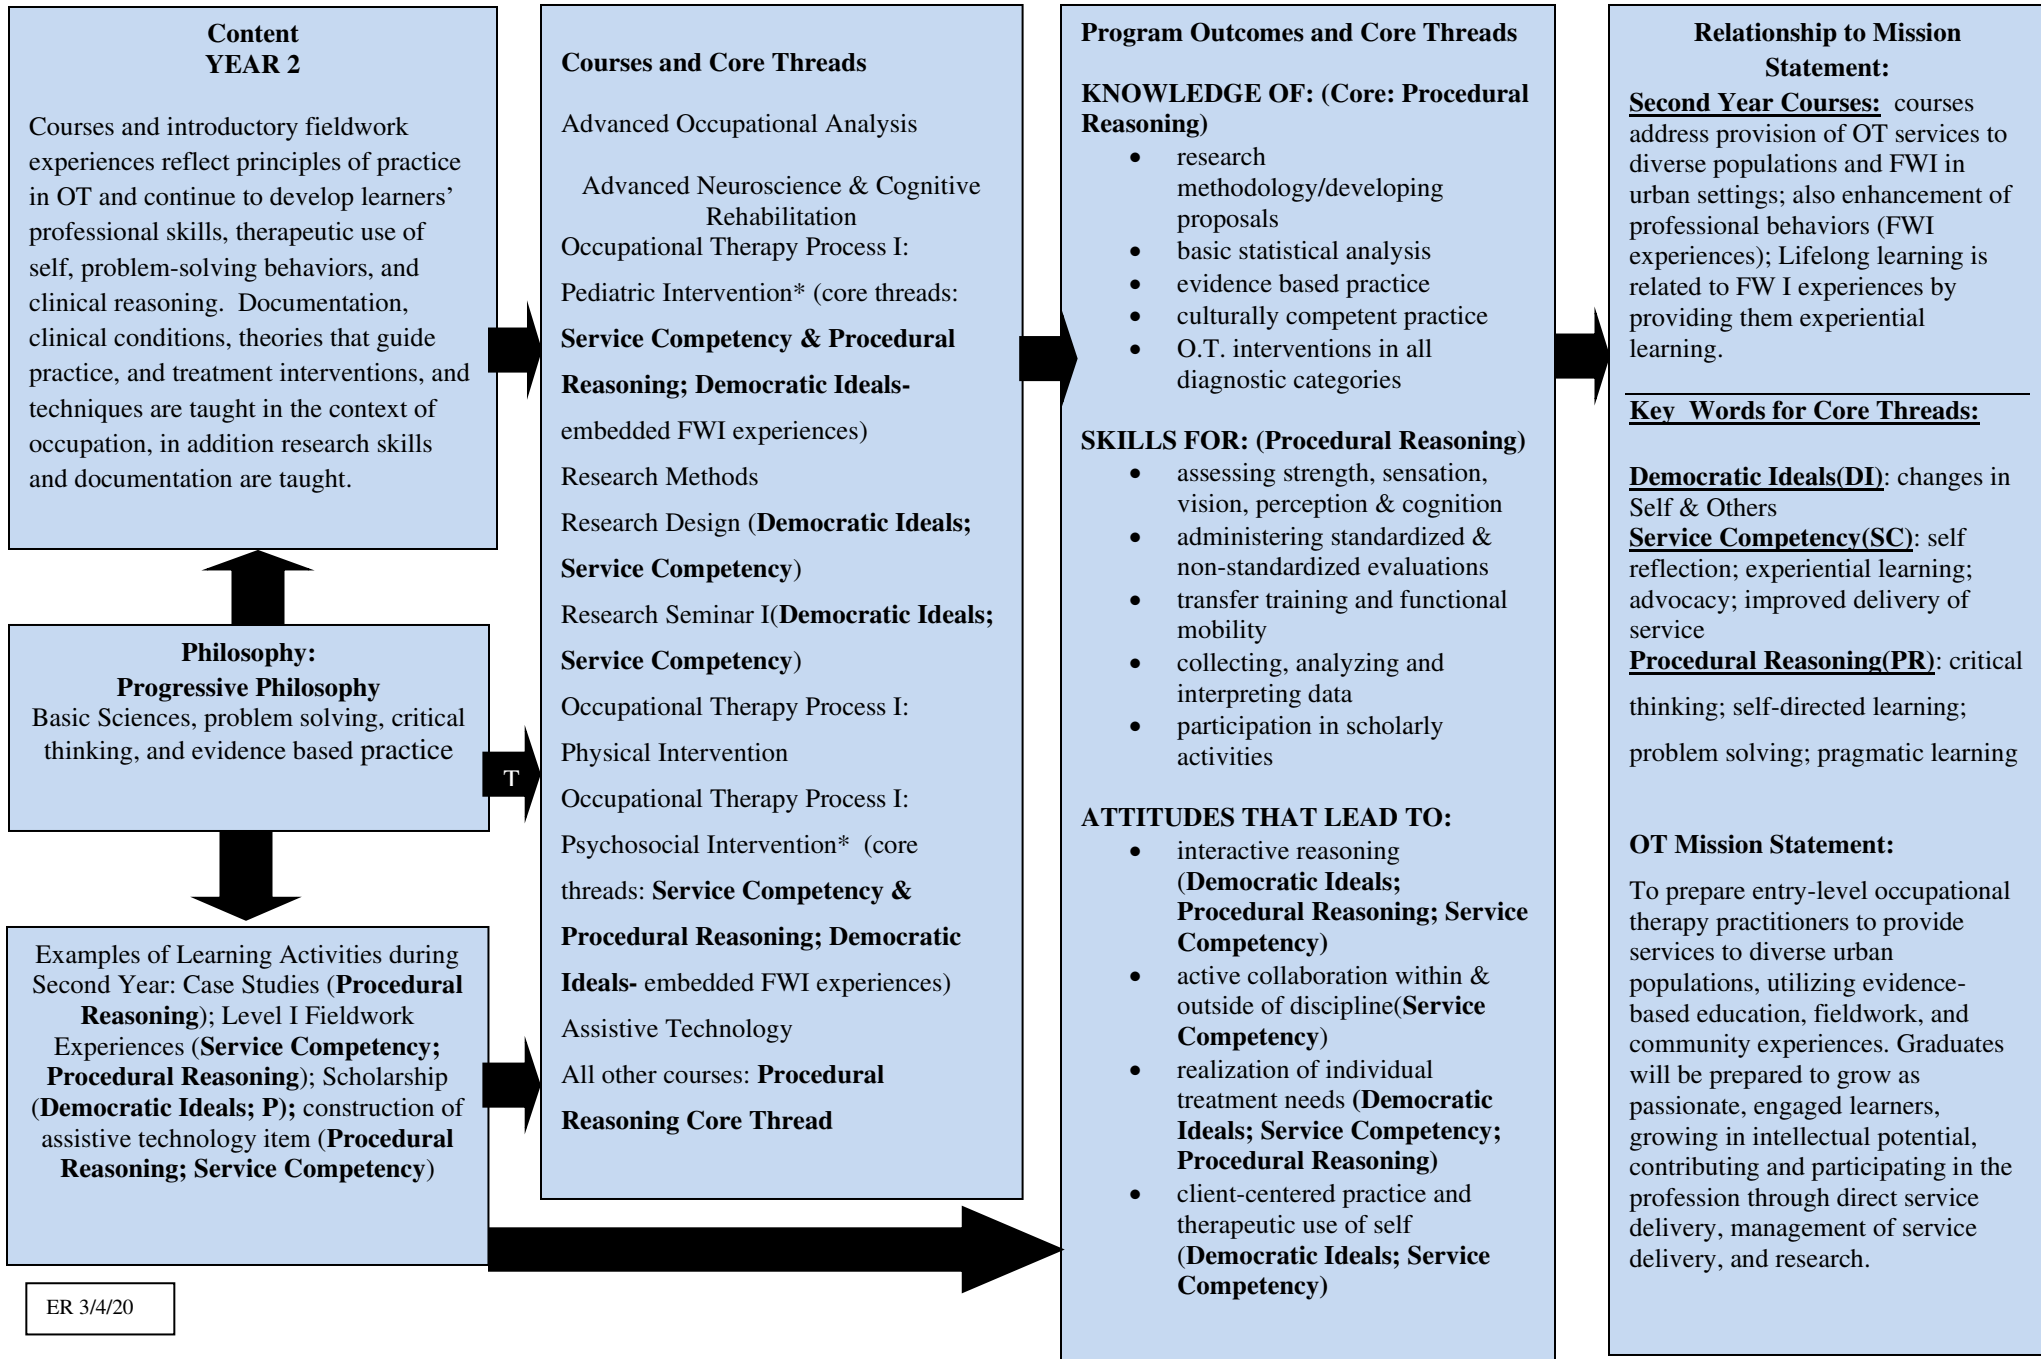 Content
YEAR 2
Courses and introductory fieldwork
experiences reflect principles of practice
in OT and continue to develop learners’
professional skills, therapeutic use of
self, problem-solving behaviors, and
clinical reasoning.  Documentation,
clinical conditions, theories that guide
practice, and treatment interventions, and
techniques are taught in the context of
occupation, in addition research skills
and documentation are taught.
Philosophy:
Progressive Philosophy
Basic Sciences, problem solving, critical
thinking, and evidence based practice
T
Examples of Learning Activities during
Second Year: Case Studies (Procedural
Reasoning); Level I Fieldwork
Experiences (Service Competency;
Procedural Reasoning); Scholarship
(Democratic Ideals; P); construction of
assistive technology item (Procedural
Reasoning; Service Competency)
ER 3/4/20
Courses and Core Threads
Advanced Occupational Analysis
Advanced Neuroscience & Cognitive
Rehabilitation
Occupational Therapy Process I:
Pediatric Intervention* (core threads:
Service Competency & Procedural
Reasoning; Democratic Ideals-
embedded FWI experiences)
Research Methods
Research Design (Democratic Ideals;
Service Competency)
Research Seminar I(Democratic Ideals;
Service Competency)
Occupational Therapy Process I:
Physical Intervention
Occupational Therapy Process I:
Psychosocial Intervention*  (core
threads: Service Competency &
Procedural Reasoning; Democratic
Ideals- embedded FWI experiences)
Assistive Technology
All other courses: Procedural
Reasoning Core Thread
Program Outcomes and Core Threads
KNOWLEDGE OF: (Core: Procedural
Reasoning)
• research
methodology/developing
proposals
• basic statistical analysis
• evidence based practice
• culturally competent practice
• O.T. interventions in all
diagnostic categories
SKILLS FOR: (Procedural Reasoning)
• assessing strength, sensation,
vision, perception & cognition
• administering standardized &
non-standardized evaluations
• transfer training and functional
mobility
• collecting, analyzing and
interpreting data
• participation in scholarly
activities
ATTITUDES THAT LEAD TO:
• interactive reasoning
(Democratic Ideals;
Procedural Reasoning; Service
Competency)
• active collaboration within &
outside of discipline(Service
Competency)
• realization of individual
treatment needs (Democratic
Ideals; Service Competency;
Procedural Reasoning)
• client-centered practice and
therapeutic use of self
(Democratic Ideals; Service
Competency)
Relationship to Mission
Statement:
Second Year Courses:  courses
address provision of OT services to
diverse populations and FWI in
urban settings; also enhancement of
professional behaviors (FWI
experiences); Lifelong learning is
related to FW I experiences by
providing them experiential
learning.
Key  Words for Core Threads:
Democratic Ideals(DI): changes in
Self & Others
Service Competency(SC): self
reflection; experiential learning;
advocacy; improved delivery of
service
Procedural Reasoning(PR): critical
thinking; self-directed learning;
problem solving; pragmatic learning
OT Mission Statement:
To prepare entry-level occupational
therapy practitioners to provide
services to diverse urban
populations, utilizing evidence-
based education, fieldwork, and
community experiences. Graduates
will be prepared to grow as
passionate, engaged learners,
growing in intellectual potential,
contributing and participating in the
profession through direct service
delivery, management of service
delivery, and research.